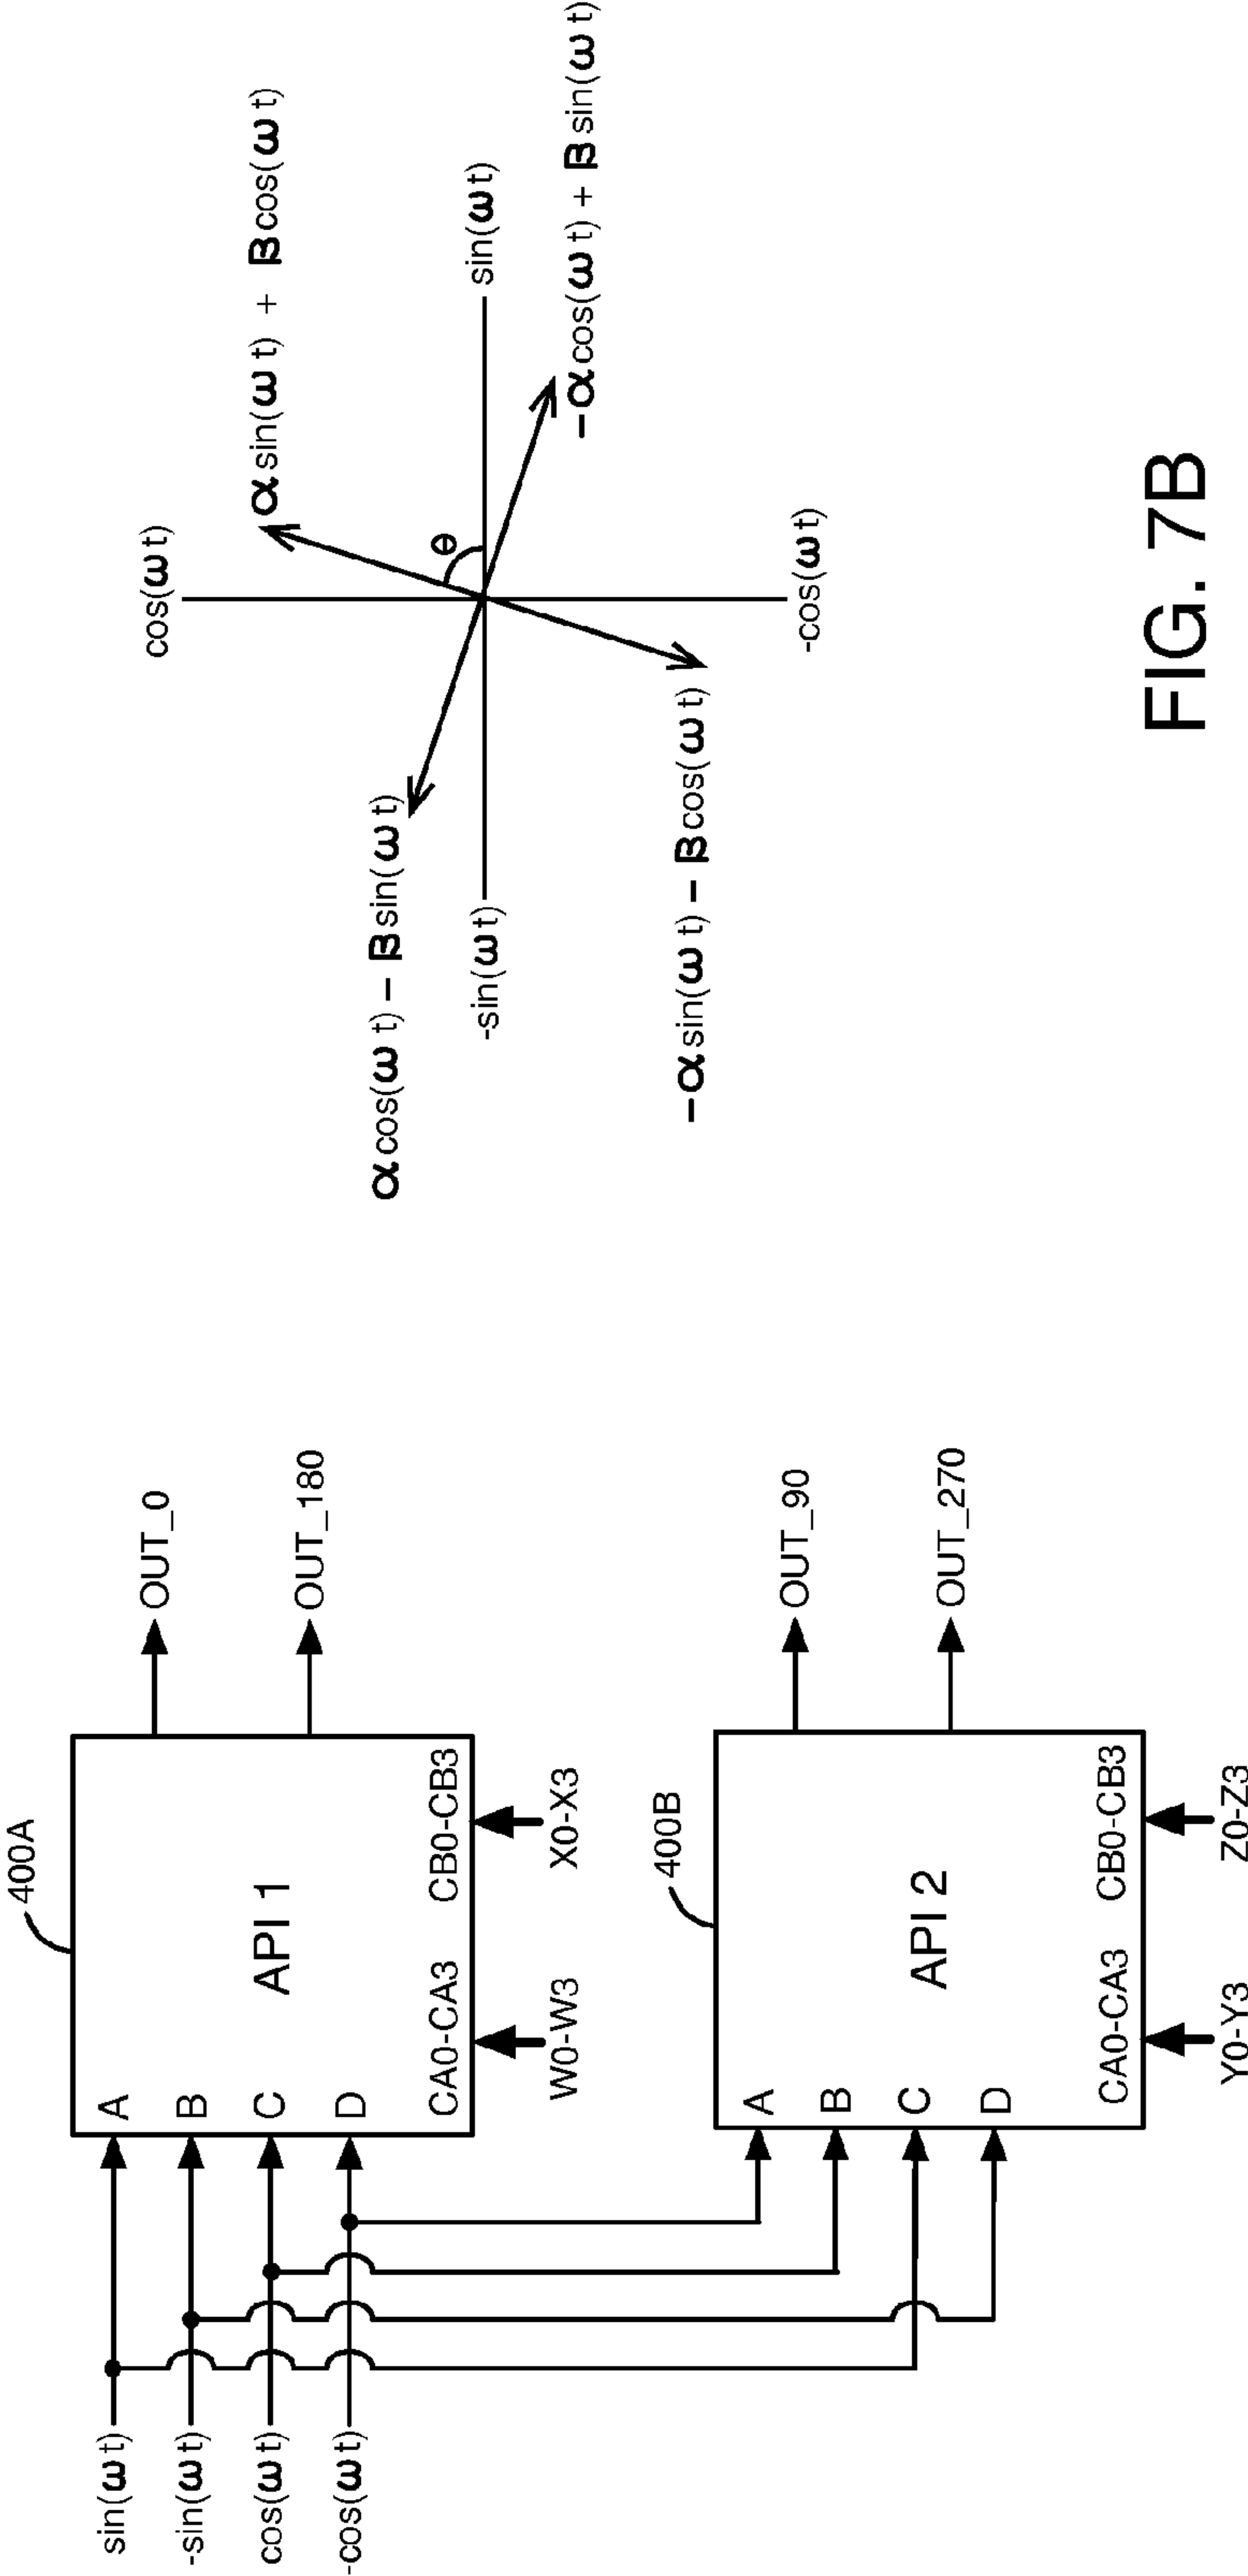 400A
sin(ωt)
-sin(ωt)
cos(ωt)
-cos(ωt)
A
B
C
D
API 1
CA0-CA3
CB0-CB3
OUT_0
OUT_180
W0-W3
X0-X3
400B
A
B
C
D
API 2
CA0-CA3
CB0-CB3
OUT_90
OUT_270
Y0-Y3
Z0-Z3
cos(ωt)
αsin(ωt) + βcos(ωt)
αcos(ωt) – βsin(ωt)
θ
-sin(ωt)
sin(ωt)
–αcos(ωt) + βsin(ωt)
–αsin(ωt) – βcos(ωt)
-cos(ωt)
FIG. 7B